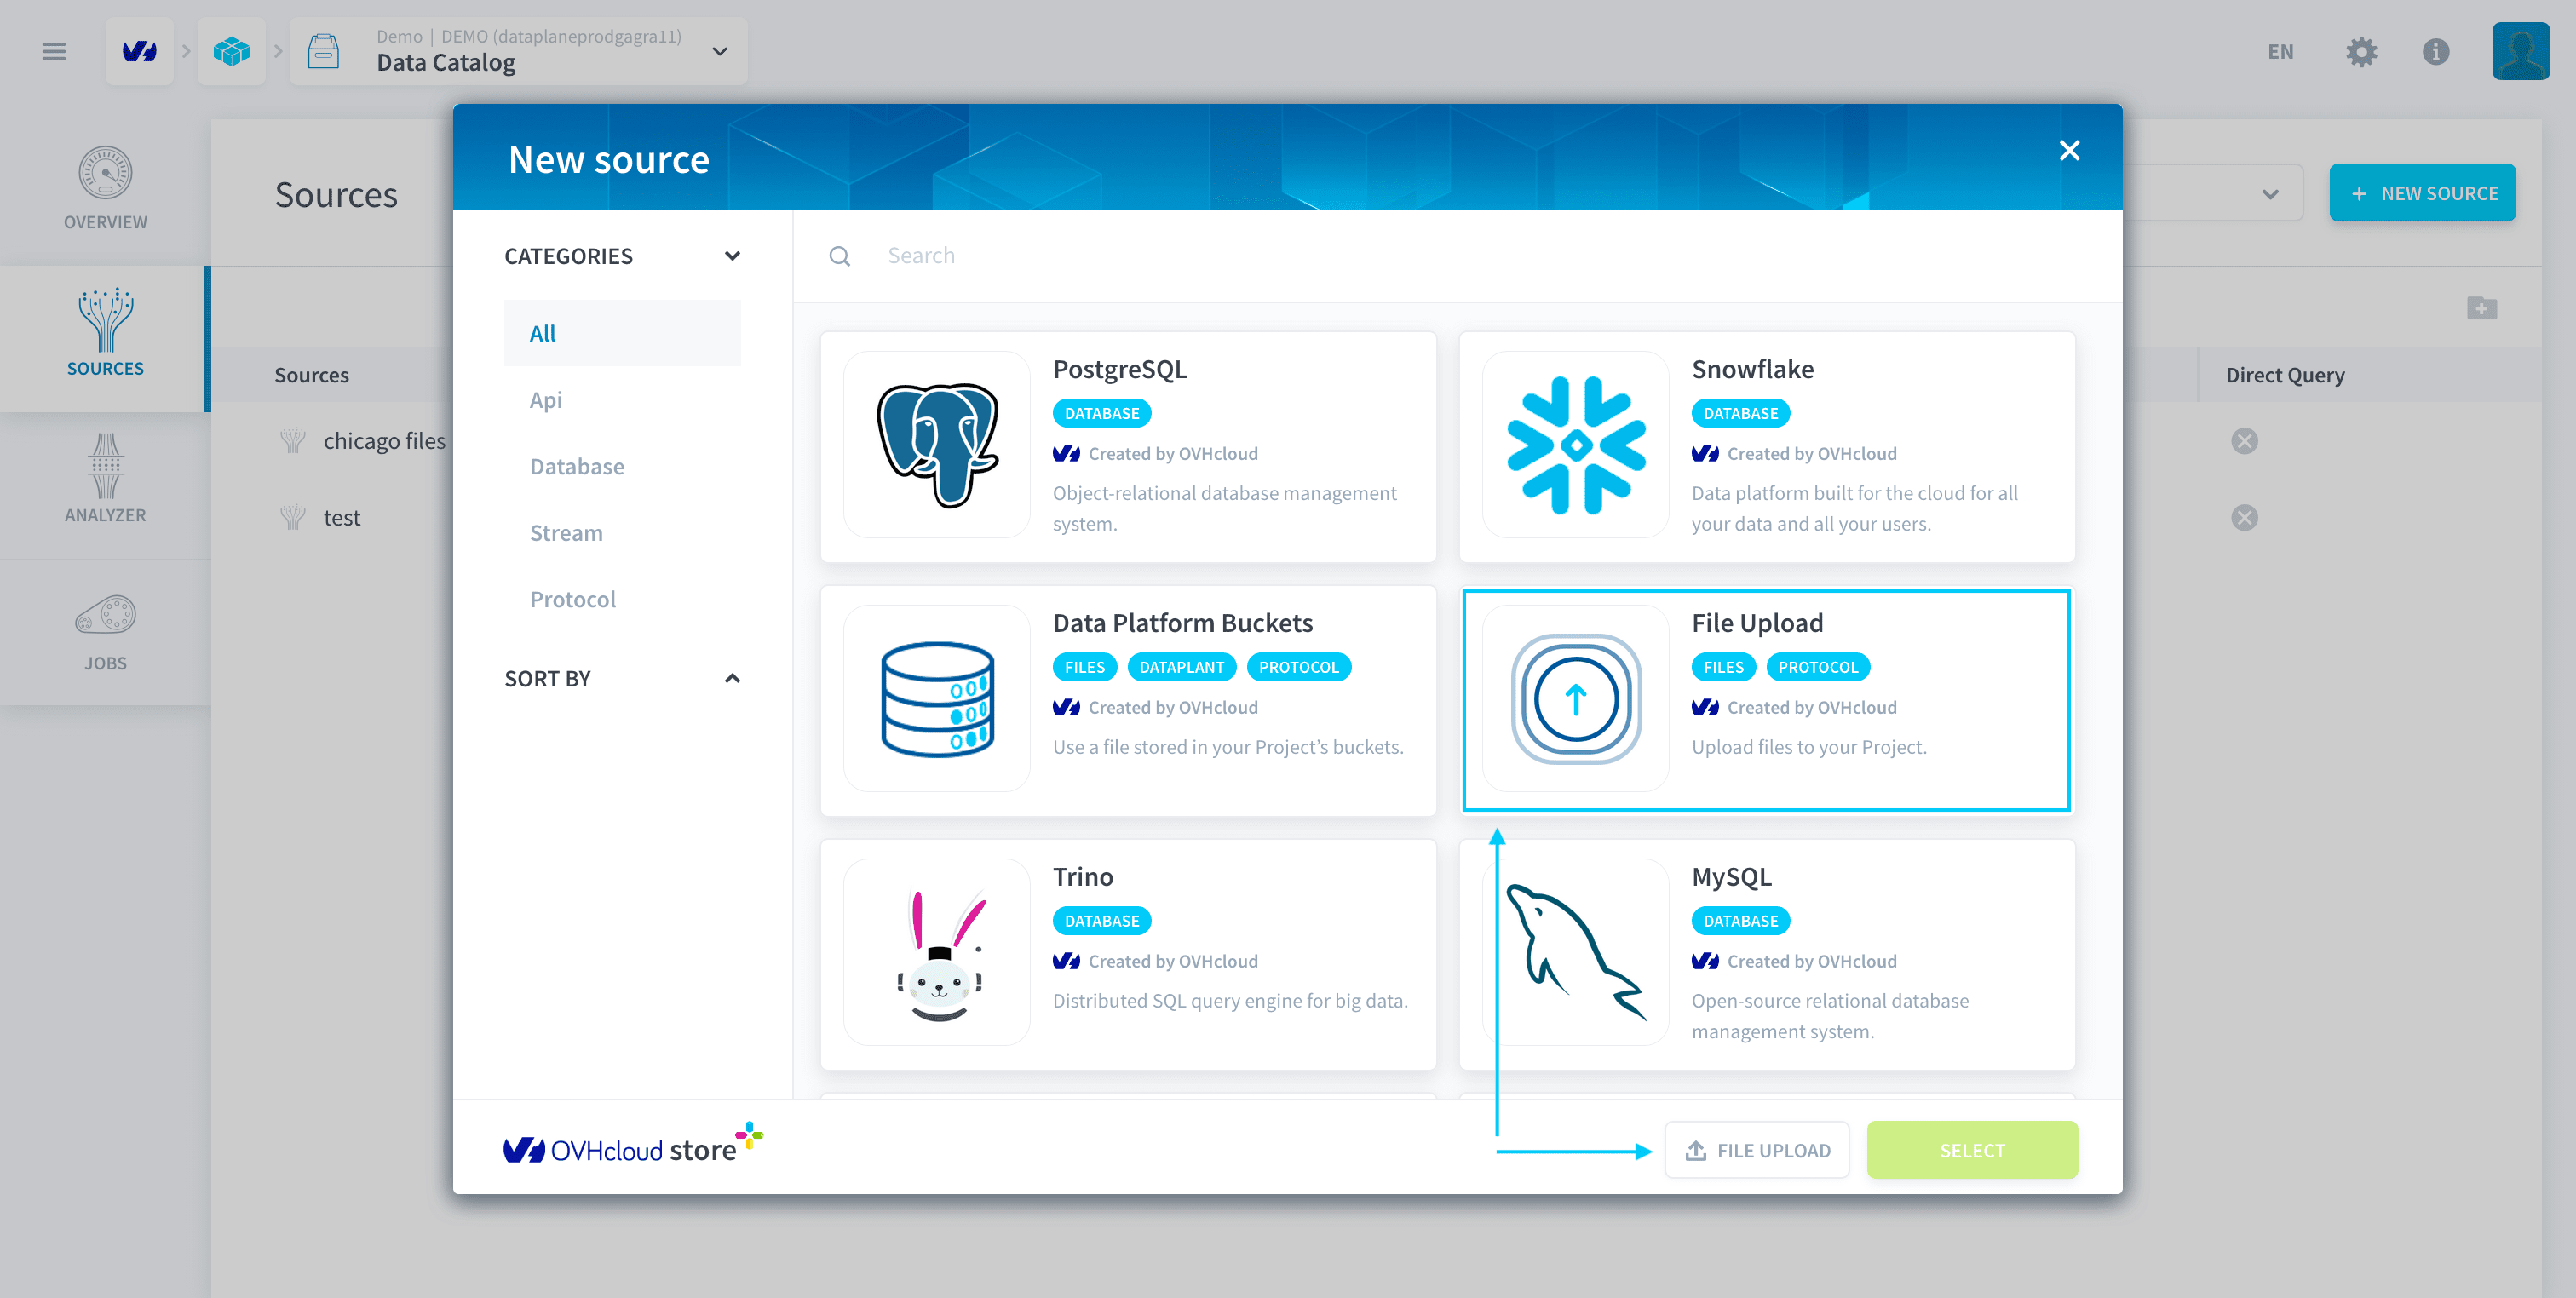 Demo | DEMO (dataplaneprodgagra11)
Data Catalog
EN
OVERVIEW
SOURCES
ANALYZER
JOBS
Sources
NEW SOURCE
Sources
Direct Query
chicago files
test
New source
CATEGORIES
All
Api
Database
Stream
Protocol
SORT BY
Search
PostgreSQL
DATABASE
Created by OVHcloud
Object-relational database management
system.
Snowflake
DATABASE
Created by OVHcloud
Data platform built for the cloud for all
your data and all your users.
Data Platform Buckets
FILES DATAPLANT PROTOCOL
Created by OVHcloud
Use a file stored in your Project’s buckets.
File Upload
FILES PROTOCOL
Created by OVHcloud
Upload files to your Project.
Trino
DATABASE
Created by OVHcloud
Distributed SQL query engine for big data.
MySQL
DATABASE
Created by OVHcloud
Open-source relational database
management system.
OVHcloud store
FILE UPLOAD
SELECT